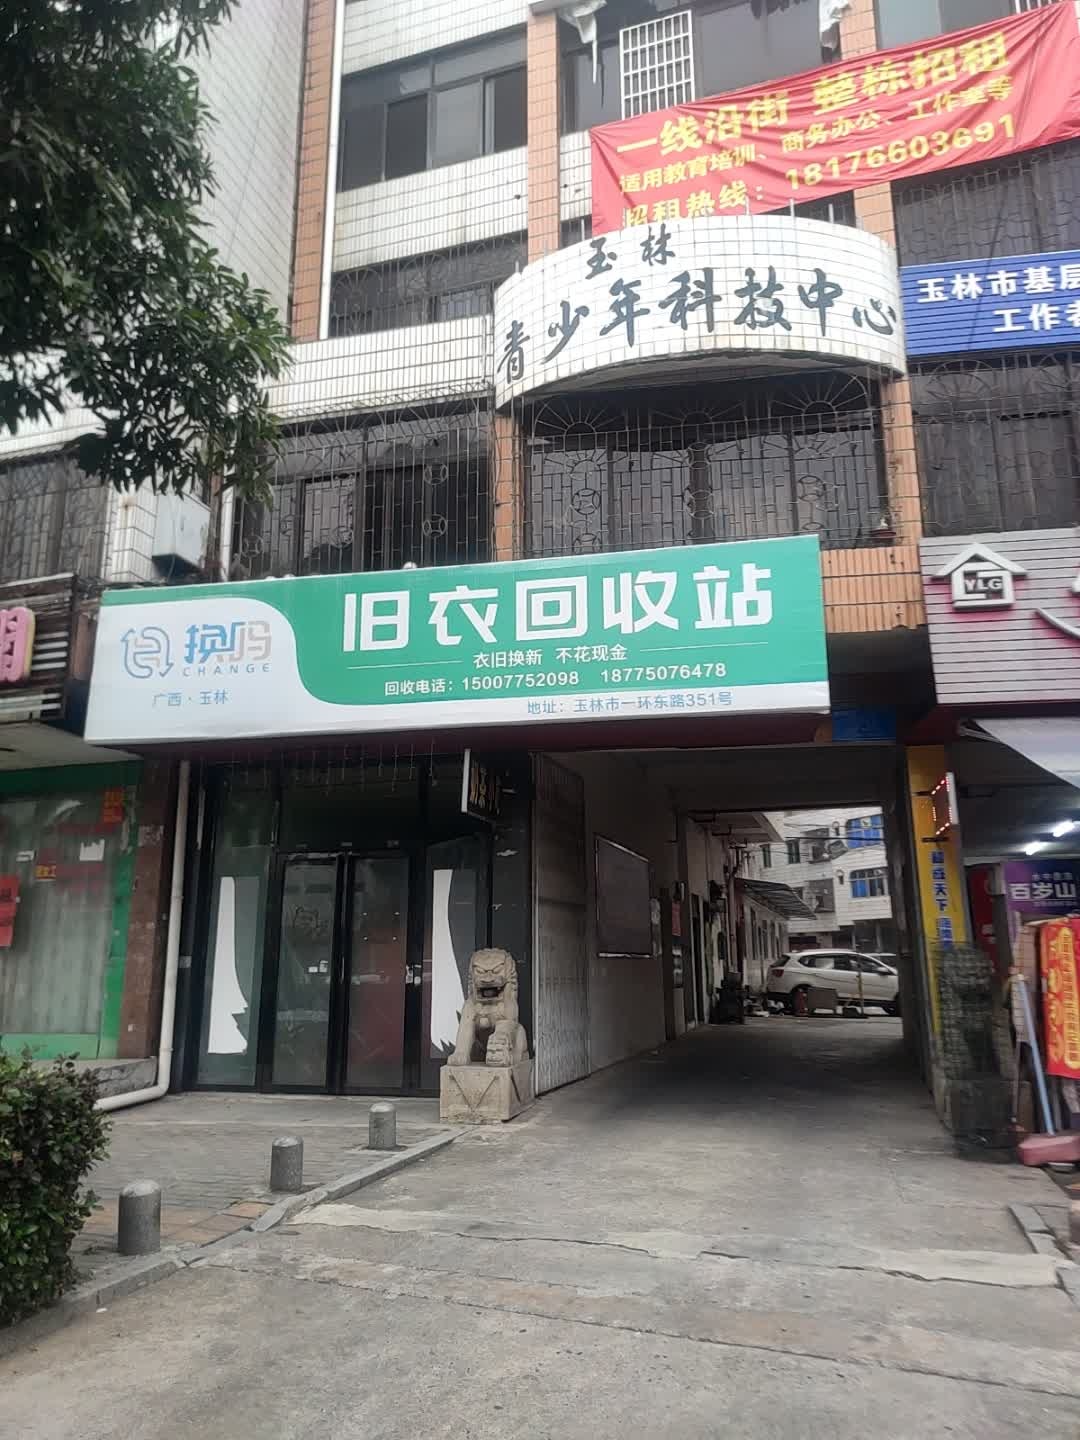 一线沿街 整栋招租
适用教育培训、商务办公、工作室等
招租热线：18176603691
玉林
青少年科技中心
玉林市基层
工作者
YLG
旧衣回收站
换吗
CHANGE
衣旧换新 不花现金
广西·玉林
回收电话：15007752098 18775076478
地址：玉林市一环东路351号
百岁山